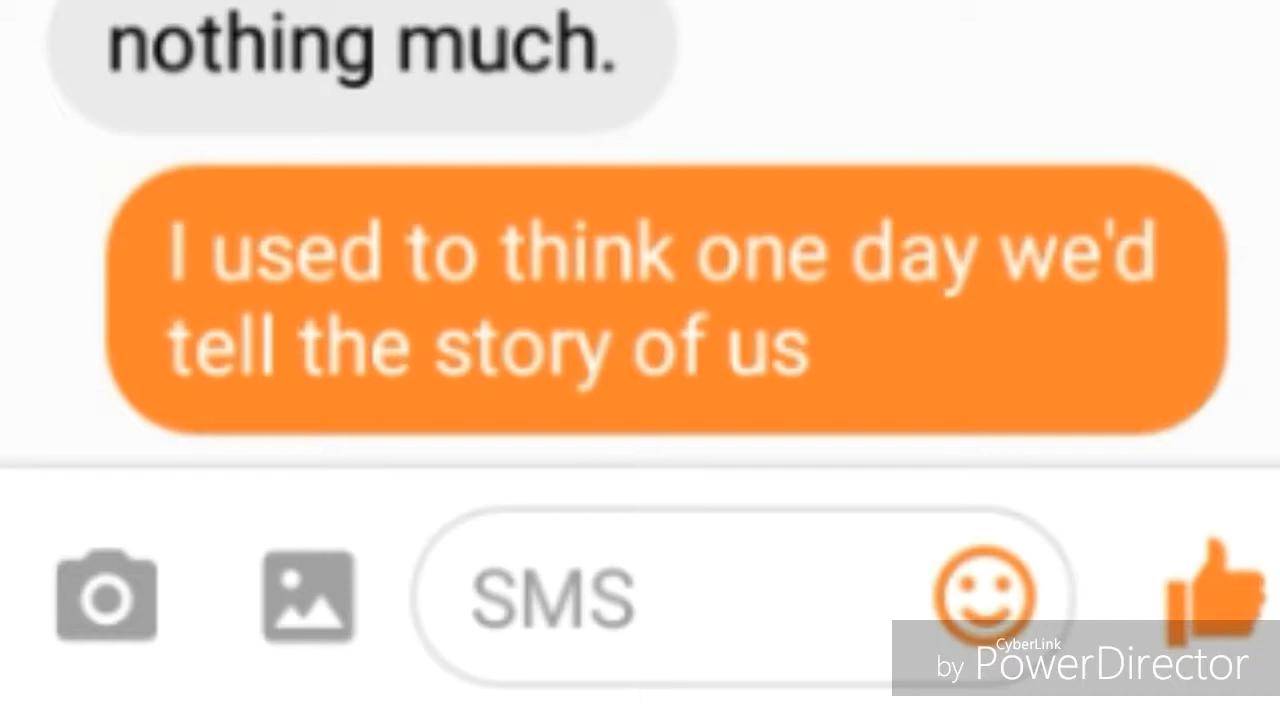 nothing much.
I used to think one day we'd
tell the story of us
SMS
CyberLink
by PowerDirector